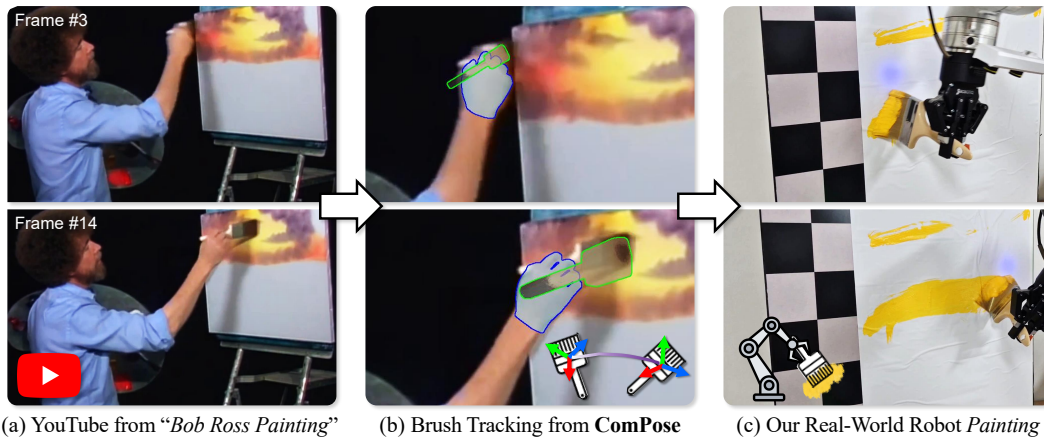 Frame #3
Frame #14
(a) YouTube from “Bob Ross Painting”
(b) Brush Tracking from ComPose
(c) Our Real-World Robot Painting